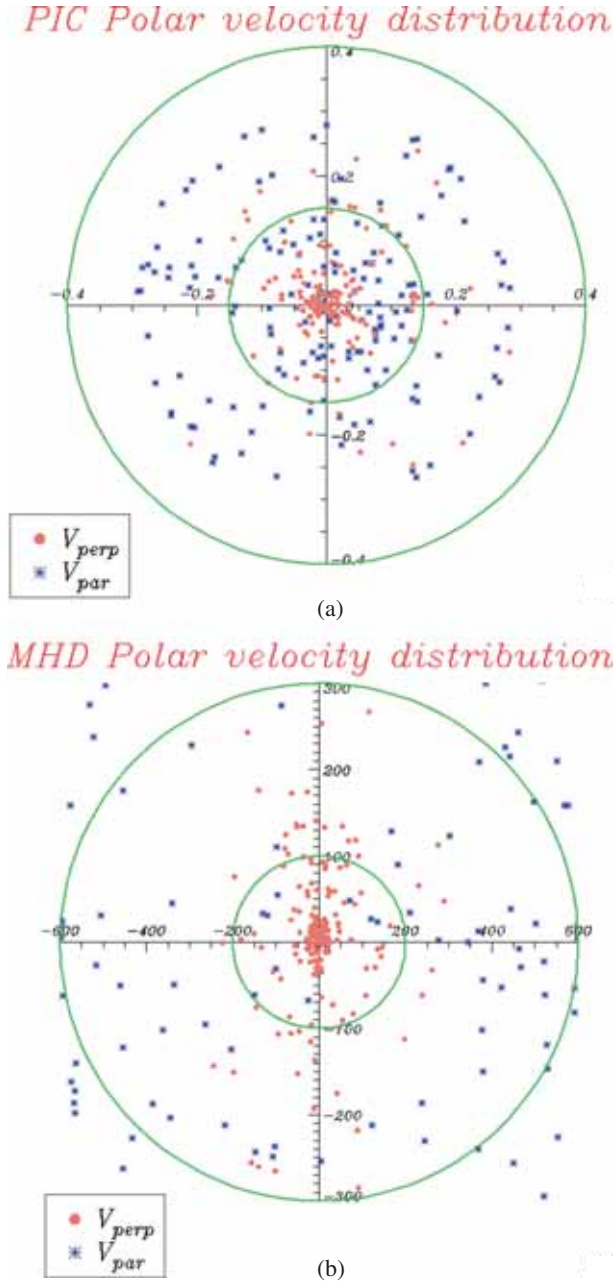 PIC Polar velocity distribution
0.4
0.2
-0.4 -0.2 0.2 0.4
-0.2
-0.4
V_perp
V_par
(a)
MHD Polar velocity distribution
300
200
100
-600 -400 -200 200 400 600
-100
-200
-300
V_perp
V_par
(b)